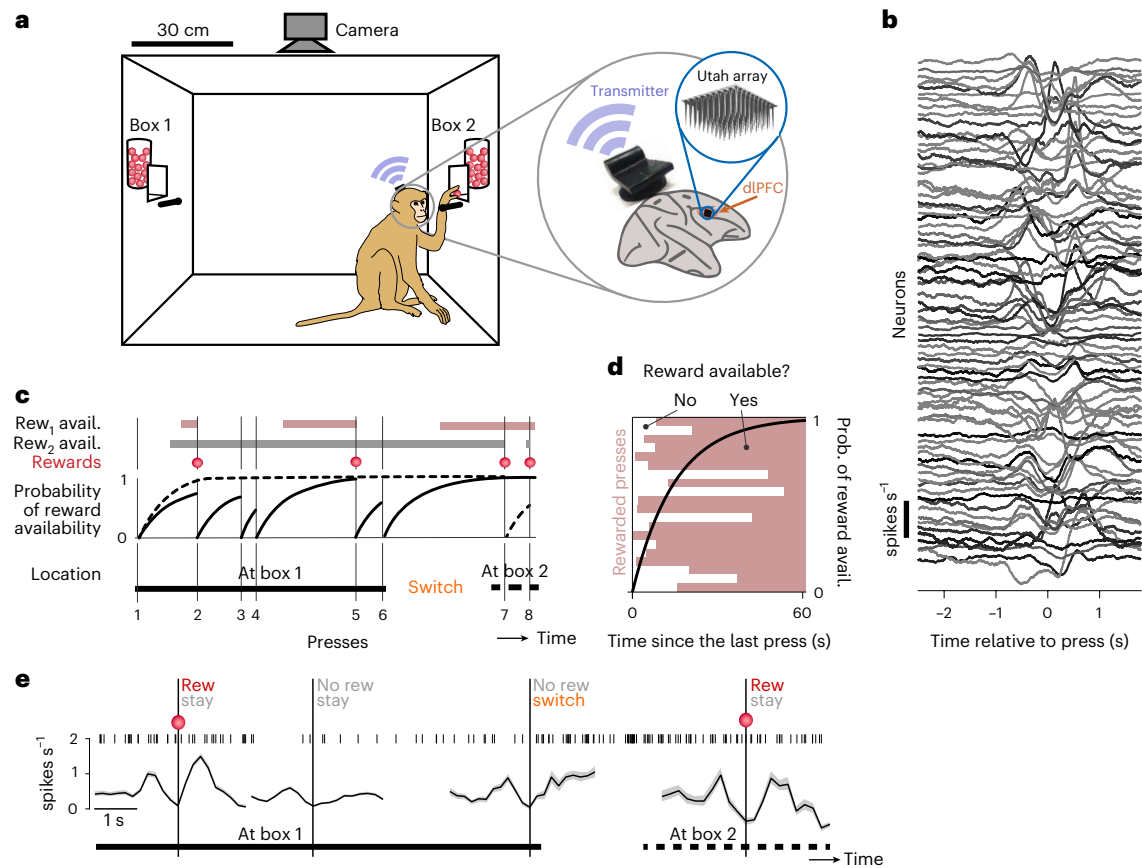 a
30 cm
Camera
Box 1
Box 2
Transmitter
Utah array
dlPFC
b
Neurons
spikes s⁻¹
−2
−1
0
1
Time relative to press (s)
c
Rew₁ avail.
Rew₂ avail.
Rewards
1
Probability
of reward
availability
0
Location
At box 1
Switch
At box 2
1
2
3
4
5
6
7
8
Presses
Time
d
Reward available?
No
Yes
Rewarded presses
1
Prob. of reward avail.
0
0
60
Time since the last press (s)
e
Rew
stay
No rew
stay
No rew
switch
Rew
stay
spikes s⁻¹
2
1
0
1 s
At box 1
At box 2
Time